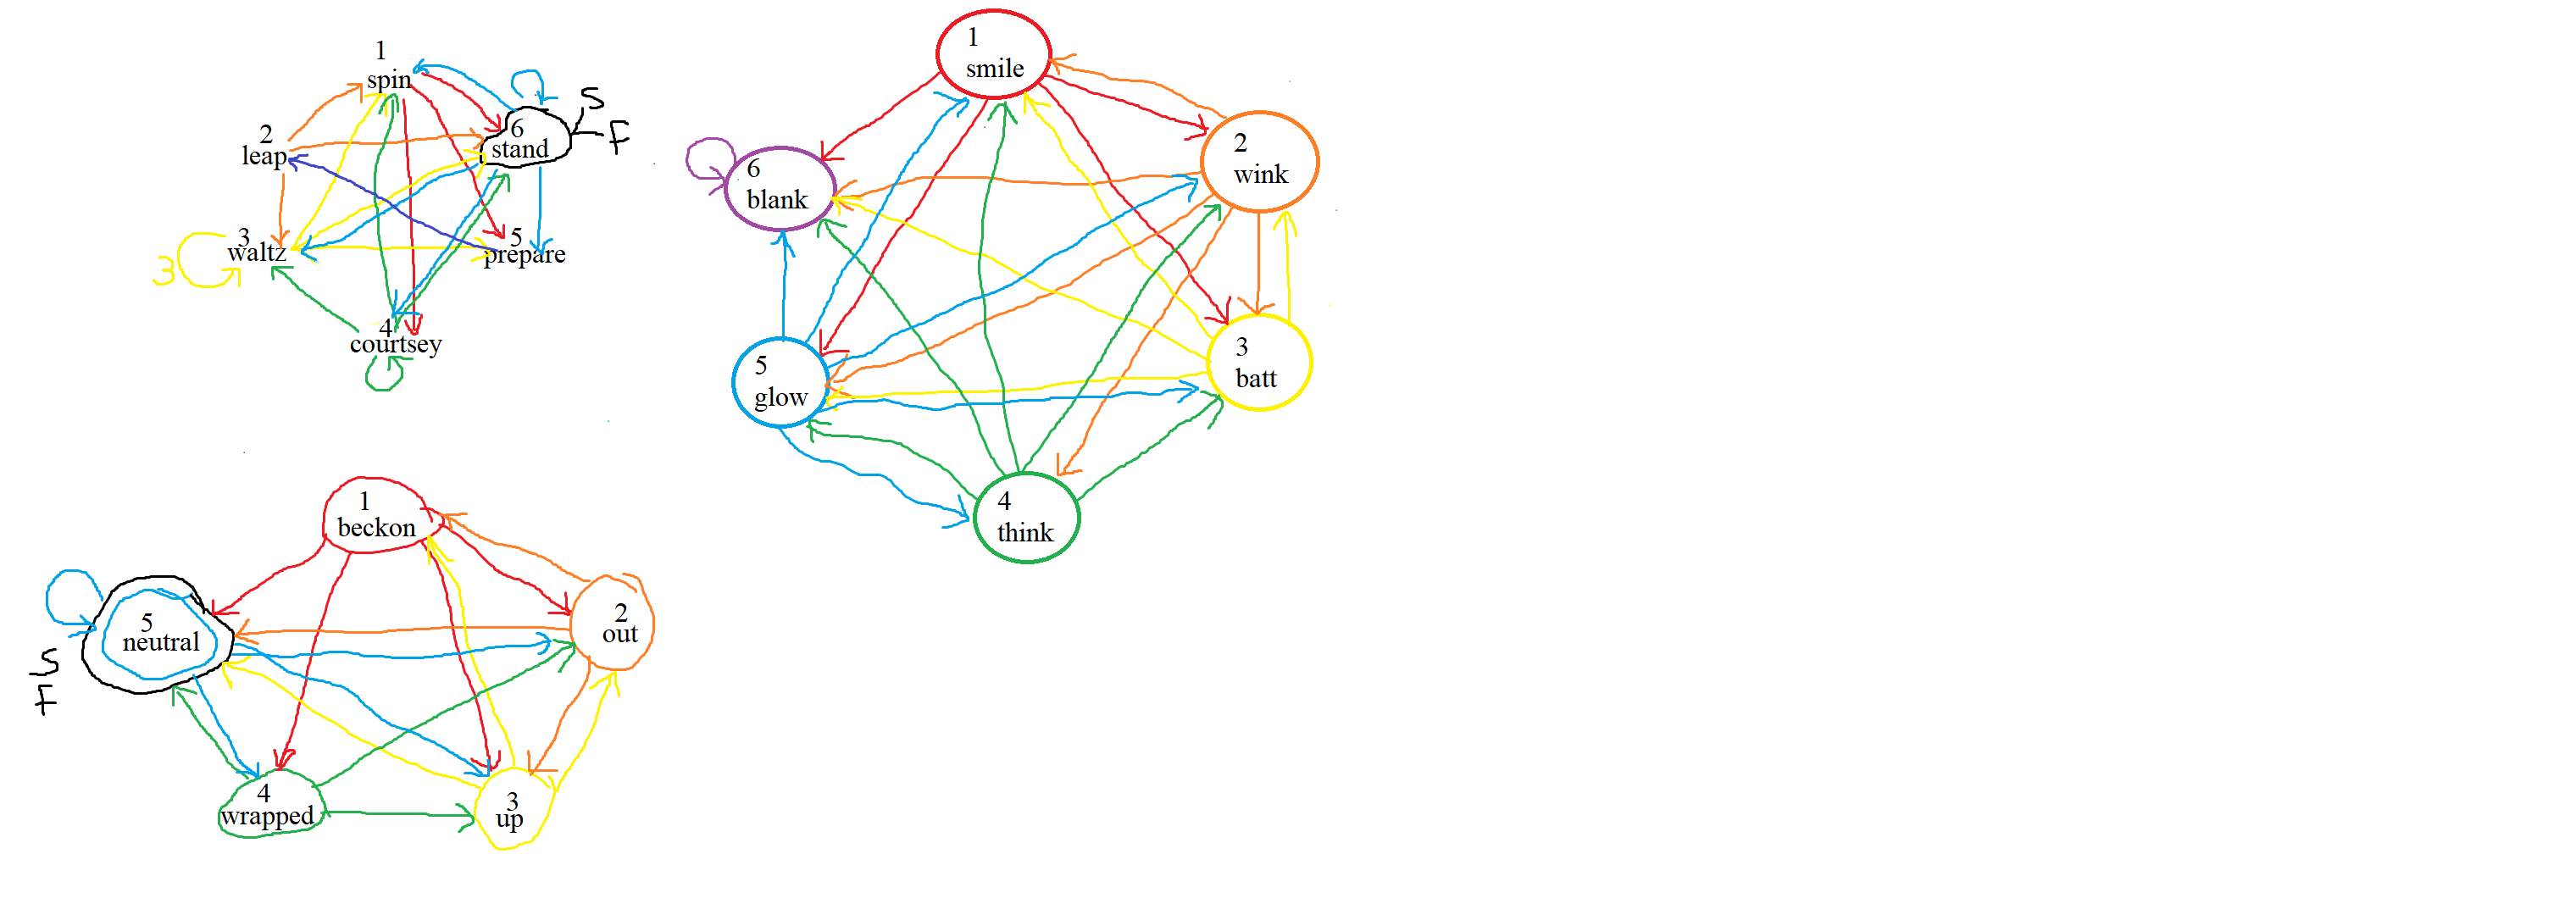 1
spin
2
leap
6
stand
S
F
3
waltz
3
5
prepare
4
courtsey
1
smile
2
wink
6
blank
3
batt
5
glow
4
think
1
beckon
2
out
5
neutral
S
F
4
wrapped
3
up